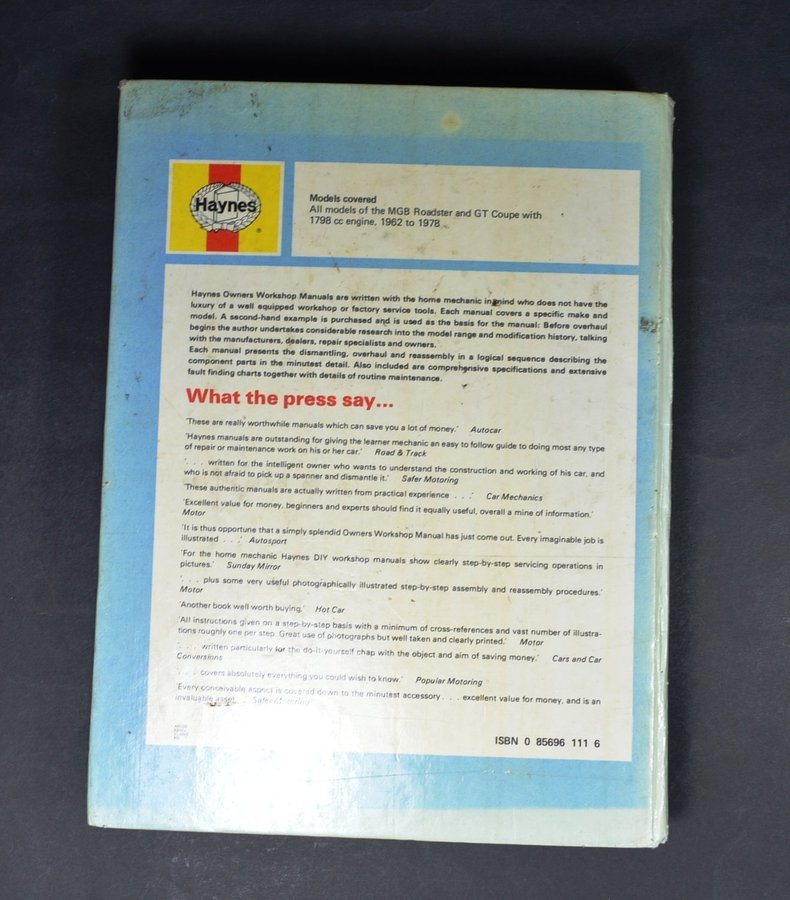 Haynes
®
Models covered
All models of the MGB Roadster and GT Coupe with
1798 cc engine. 1962 to 1978
Haynes Owners Workshop Manuals are written with the home mechanic in mind who does not have the
luxury of a well equipped workshop or factory service tools. Each manual covers a specific make and
model. A second-hand example is purchased and is used as the basis for the manual: Before overhaul
begins the author undertakes considerable research into the model range and modification history, talking
with the manufacturers, dealers, repair specialists and owners.
Each manual presents the dismantling, overhaul and reassembly in a logical sequence describing the
component parts in the minutest detail. Also included are comprehensive specifications and extensive
fault finding charts together with details of routine maintenance.
What the press say...
'These are really worthwhile manuals which can save you a lot of money.' Autocar
'Haynes manuals are outstanding for giving the learner mechanic an easy to follow guide to doing most any type
of repair or maintenance work on his or her car.' Road & Track
'. . . written for the intelligent owner who wants to understand the construction and working of his car, and
who is not afraid to pick up a spanner and dismantle it.' Safer Motoring
'These authentic manuals are actually written from practical experience . . .' Car Mechanics
'Excellent value for money, beginners and experts should find it equally useful, overall a mine of information.'
Motor
'It is thus opportune that a simply splendid Owners Workshop Manual has just come out. Every imaginable job is
illustrated . . .' Autosport
'For the home mechanic Haynes DIY workshop manuals show clearly step-by-step servicing operations in
pictures.' Sunday Mirror
'. . . plus some very useful photographically illustrated step-by-step assembly and reassembly procedures.'
Motor
'Another book well worth buying.' Hot Car
'All instructions given on a step-by-step basis with a minimum of cross-references and vast number of illustra-
tions roughly one per step. Great use of photographs but well taken and clearly printed.' Motor
'. . . written particularly for the do-it-yourself chap with the object and aim of saving money.' Cars and Car
Conversions
'. . . covers absolutely everything you could wish to know.' Popular Motoring
'Every conceivable aspect is covered down to the minutest accessory . . . excellent value for money, and is an
invaluable asset. . .' Safer Motoring
ISBN 0 85696 111 6